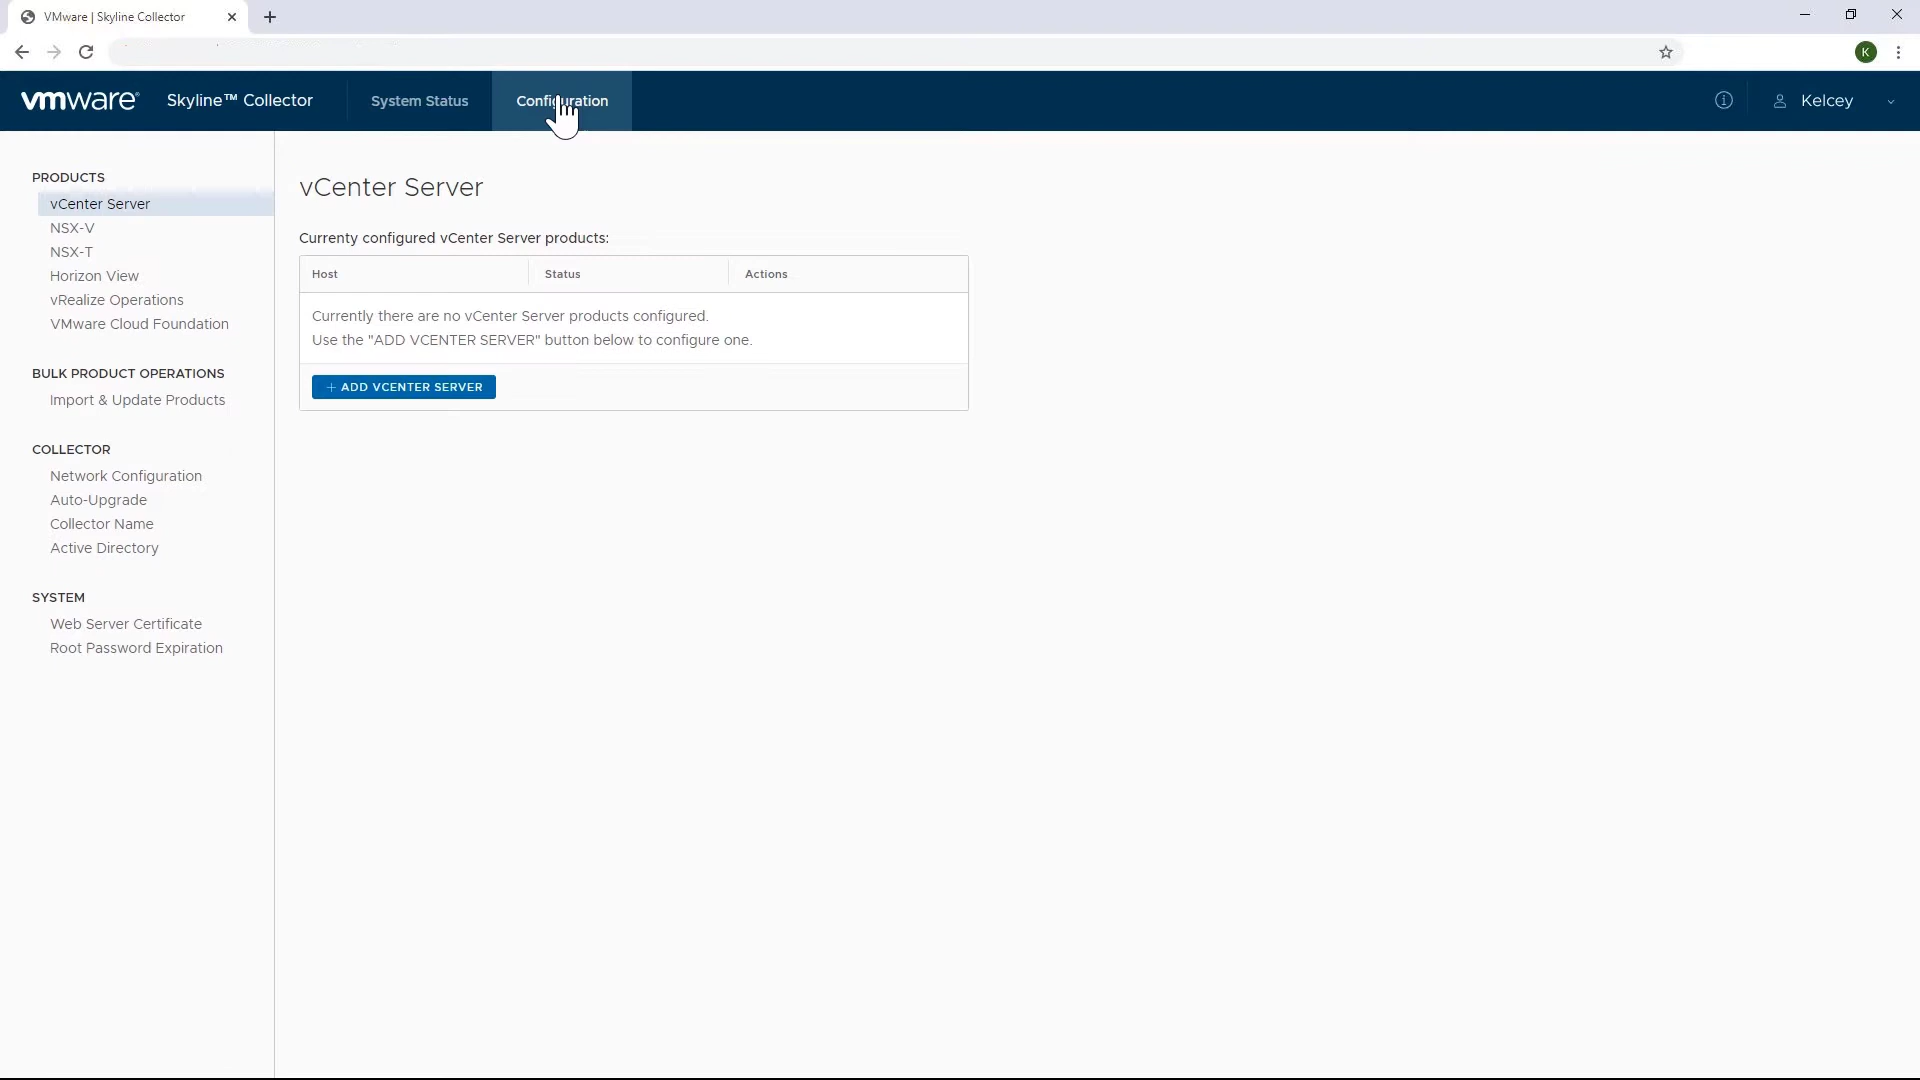 VMware | Skyline Collector
K
vmware® Skyline™ Collector System Status Configuration Kelcey
PRODUCTS
vCenter Server
NSX-V
NSX-T
Horizon View
vRealize Operations
VMware Cloud Foundation
BULK PRODUCT OPERATIONS
Import & Update Products
COLLECTOR
Network Configuration
Auto-Upgrade
Collector Name
Active Directory
SYSTEM
Web Server Certificate
Root Password Expiration
vCenter Server
Currenty configured vCenter Server products:
Host Status Actions
Currently there are no vCenter Server products configured.
Use the "ADD VCENTER SERVER" button below to configure one.
+ ADD VCENTER SERVER